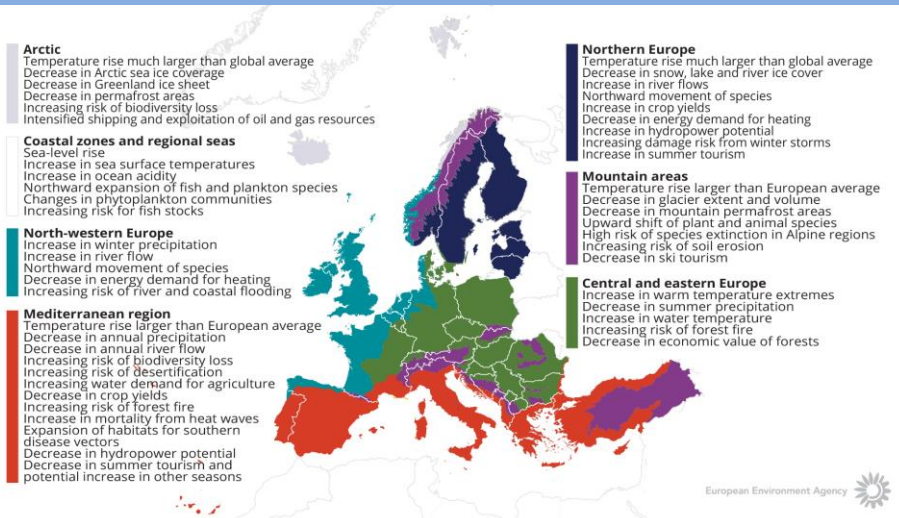 Arctic
Temperature rise much larger than global average
Decrease in Arctic sea ice coverage
Decrease in Greenland ice sheet
Decrease in permafrost areas
Increasing risk of biodiversity loss
Intensified shipping and exploitation of oil and gas resources
Coastal zones and regional seas
Sea-level rise
Increase in sea surface temperatures
Increase in ocean acidity
Northward expansion of fish and plankton species
Changes in phytoplankton communities
Increasing risk for fish stocks
North-western Europe
Increase in winter precipitation
Increase in river flow
Northward movement of species
Decrease in energy demand for heating
Increasing risk of river and coastal flooding
Mediterranean region
Temperature rise larger than European average
Decrease in annual precipitation
Decrease in annual river flow
Increasing risk of biodiversity loss
Increasing risk of desertification
Increasing water demand for agriculture
Decrease in crop yields
Increasing risk of forest fire
Increase in mortality from heat waves
Expansion of habitats for southern
disease vectors
Decrease in hydropower potential
Decrease in summer tourism and
potential increase in other seasons
Northern Europe
Temperature rise much larger than global average
Decrease in snow, lake and river ice cover
Increase in river flows
Northward movement of species
Increase in crop yields
Decrease in energy demand for heating
Increase in hydropower potential
Increasing damage risk from winter storms
Increase in summer tourism
Mountain areas
Temperature rise larger than European average
Decrease in glacier extent and volume
Decrease in mountain permafrost areas
Upward shift of plant and animal species
High risk of species extinction in Alpine regions
Increasing risk of soil erosion
Decrease in ski tourism
Central and eastern Europe
Increase in warm temperature extremes
Decrease in summer precipitation
Increase in water temperature
Increasing risk of forest fire
Decrease in economic value of forests
European Environment Agency